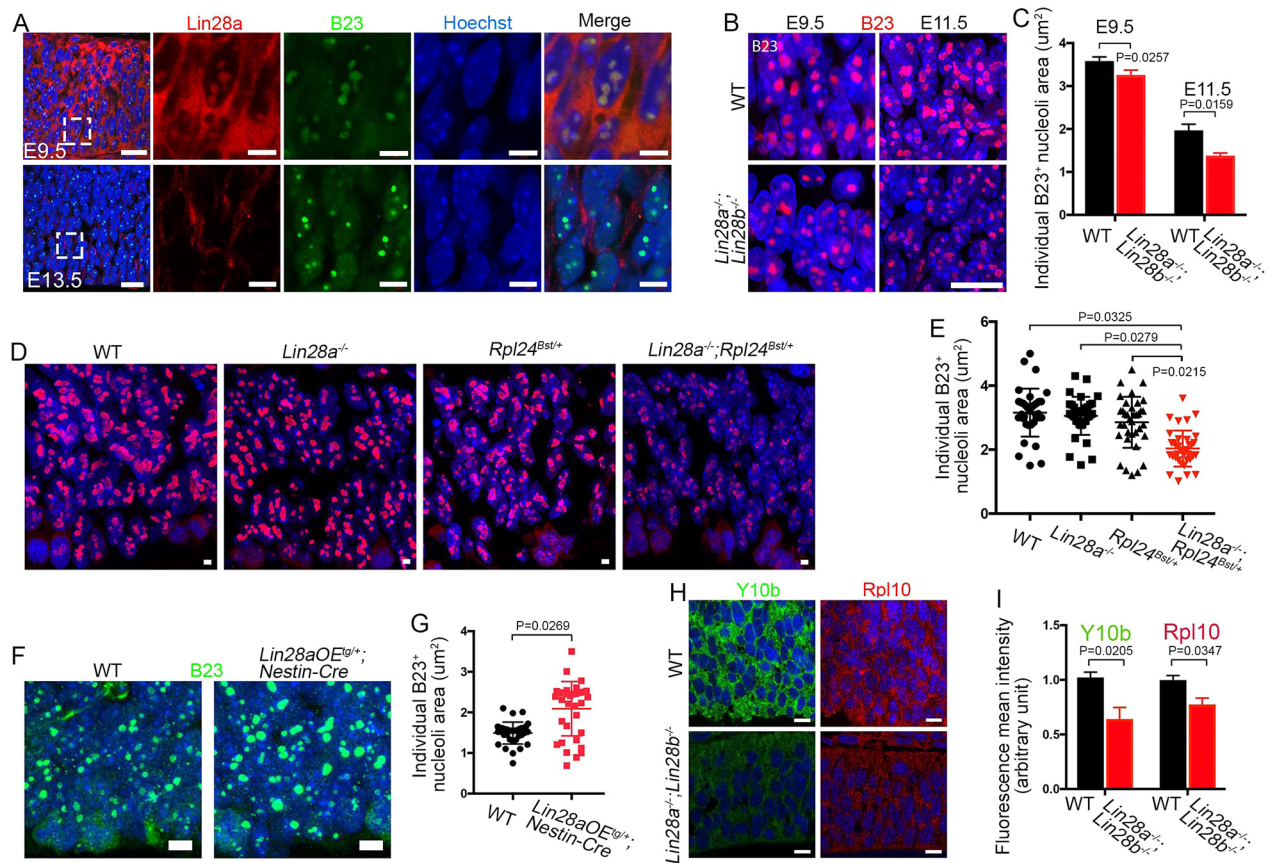 A
Lin28a
B23
Hoechst
Merge
E9.5
E13.5
B
E9.5
B23
E11.5
B23
WT
Lin28a-/-;
Lin28b-/-
C
Individual B23+ nucleoli area (um2)
4
3
2
1
0
E9.5
P=0.0257
E11.5
P=0.0159
WT
Lin28a-/-;
Lin28b-/-
WT
Lin28a-/-;
Lin28b-/-
D
WT
Lin28a-/-
Rpl24Bst/+
Lin28a-/-;Rpl24Bst/+
E
Individual B23+
nucleoli area (um2)
6
4
2
0
P=0.0325
P=0.0279
P=0.0215
WT
Lin28a-/-
Rpl24Bst/+
Lin28a-/-;
Rpl24Bst/+
F
WT
B23
Lin28aOEtg/+;
Nestin-Cre
G
Individual B23+
nucleoli area (um2)
4
3
2
1
0
P=0.0269
WT
Lin28aOEtg/+;
Nestin-Cre
H
Y10b
Rpl10
WT
Lin28a-/-;Lin28b-/-
I
Fluorescence mean intensity
(arbitrary unit)
1.5
1.0
0.5
0.0
Y10b
P=0.0205
Rpl10
P=0.0347
WT
Lin28a-/-;
Lin28b-/-
WT
Lin28a-/-;
Lin28b-/-